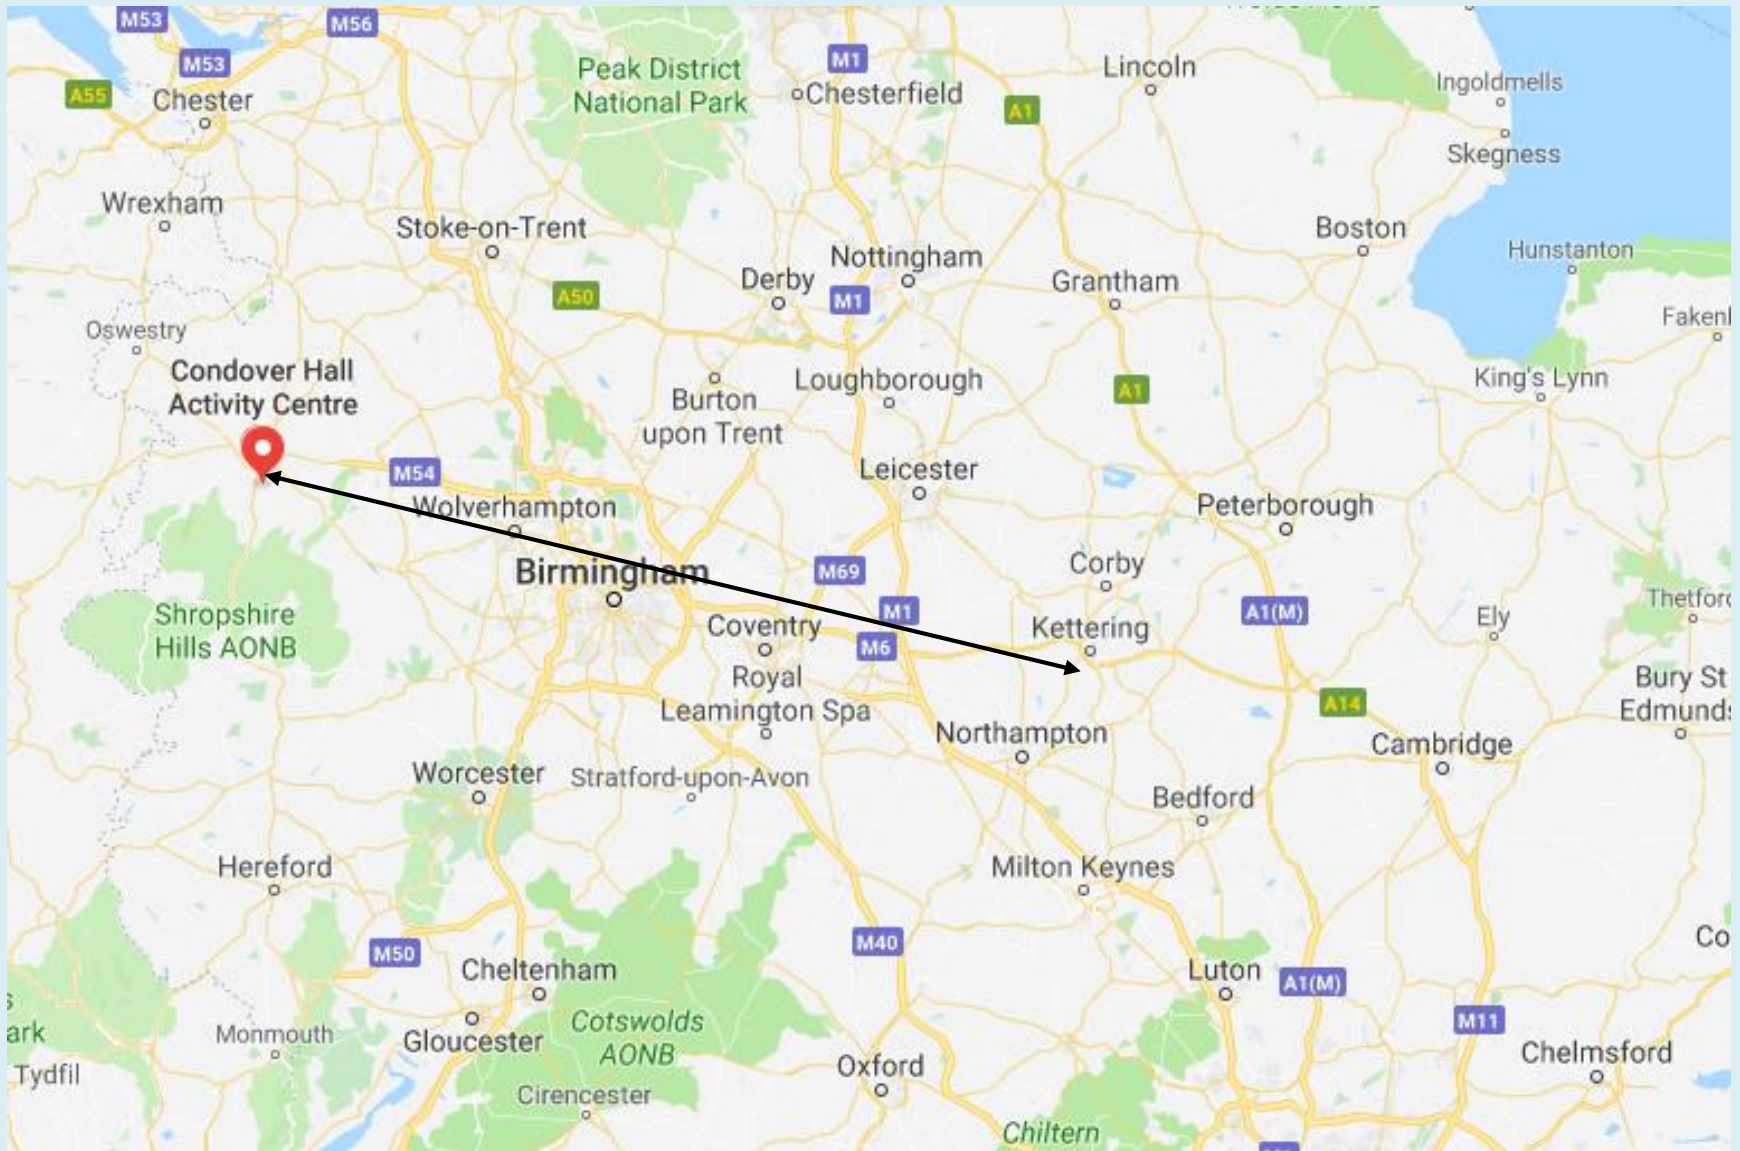 M53
M56
M53
A55
Chester
Peak District
National Park
M1
Chesterfield
A1
Lincoln
Ingoldmells
Skegness
Wrexham
Stoke-on-Trent
A50
Derby
Nottingham
M1
Grantham
Boston
Hunstanton
Oswestry
Condover Hall
Activity Centre
Burton
upon Trent
Loughborough
A1
King's Lynn
M54
Wolverhampton
Leicester
Peterborough
Birmingham
M69
Corby
Shropshire
Hills AONB
Coventry
M1
M6
Kettering
A1(M)
Ely
Royal
Leamington Spa
Northampton
A14
Cambridge
Bury St
Worcester
Stratford-upon-Avon
Bedford
Hereford
Milton Keynes
M50
Cheltenham
M40
Luton
A1(M)
Co
ark
Monmouth
Gloucester
Cotswolds
AONB
M11
Tydfil
Cirencester
Oxford
Chelmsford
Chiltern